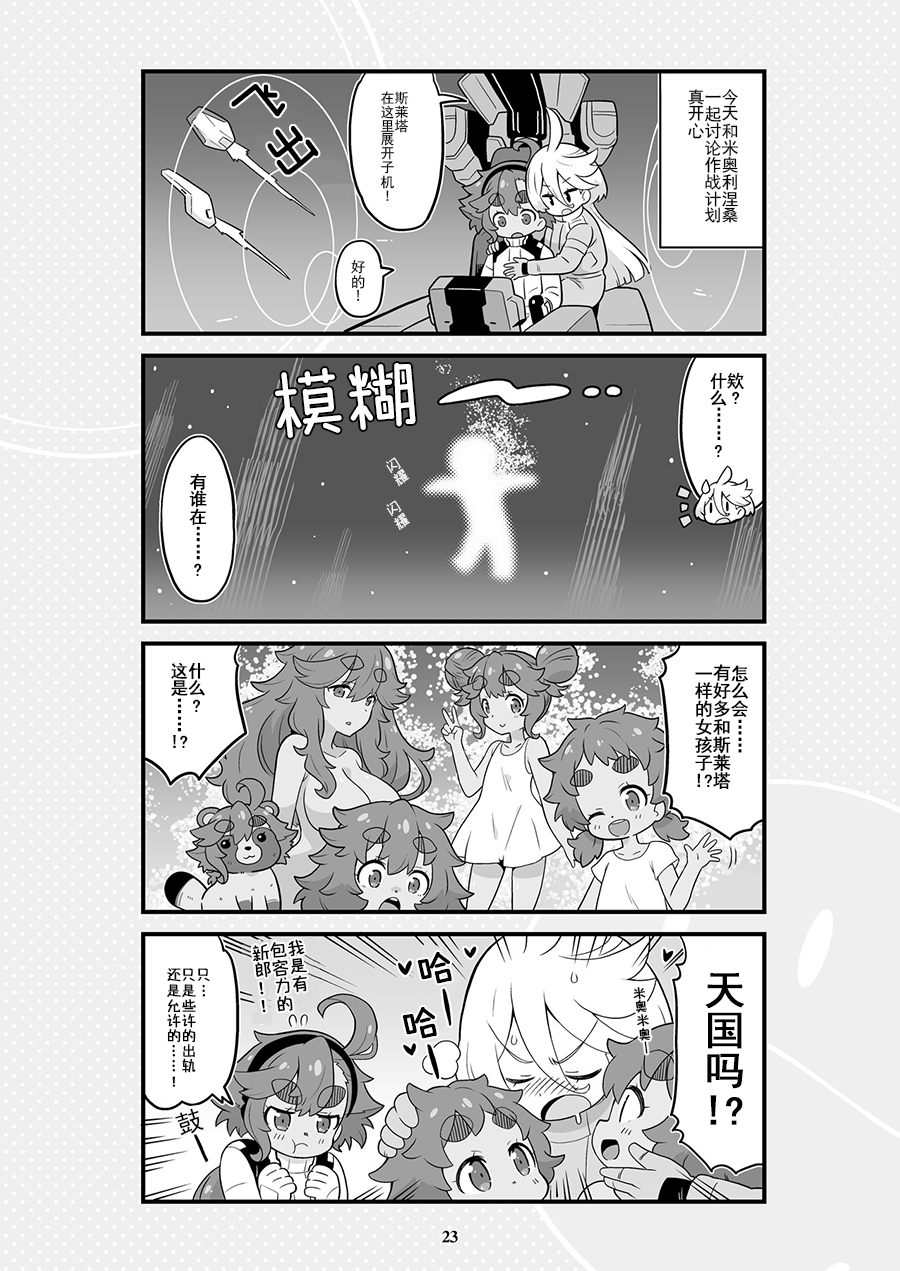 今天和米奥利涅桑
一起讨论作战计划
真开心
斯莱塔
在这里展开子机！
好的！
飞出
欸？
什么……？
模糊
闪耀
闪耀
有谁在……？
怎么会……
有好多和斯莱塔
一样的女孩子！？
什么？
这是……！？
天国吗！？
米奥米奥—
哈—
哈—
我是有
包容力的
新郎！！
只…
只是些许的出轨
还是允许的……！
鼓—
23